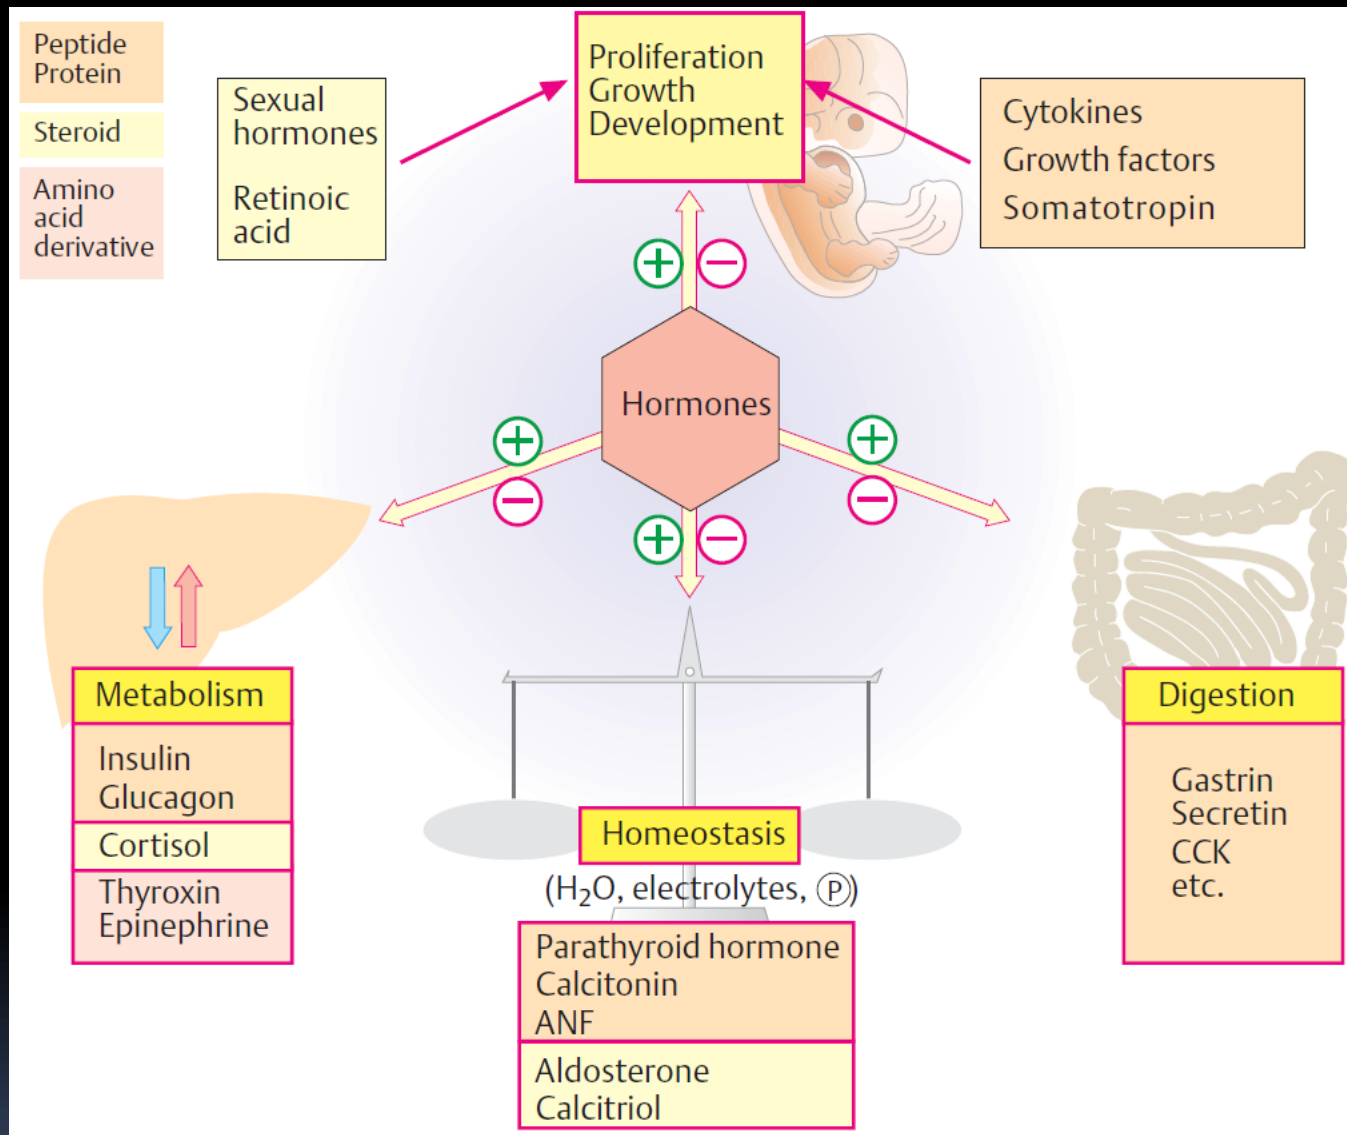 Peptide
Protein
Steroid
Amino
acid
derivative
Sexual
hormones
Retinoic
acid
Proliferation
Growth
Development
Cytokines
Growth factors
Somatotropin
+ −
Hormones
+
−
+
−
+ −
Metabolism
Insulin
Glucagon
Cortisol
Thyroxin
Epinephrine
Homeostasis
(H₂O, electrolytes, Ⓟ)
Parathyroid hormone
Calcitonin
ANF
Aldosterone
Calcitriol
Digestion
Gastrin
Secretin
CCK
etc.